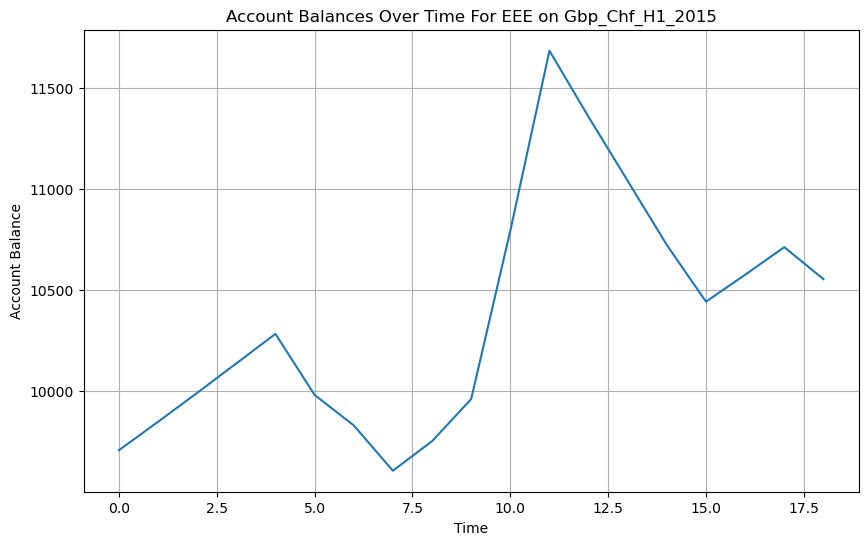 Account Balances Over Time For EEE on Gbp_Chf_H1_2015
Account Balance
11500
11000
10500
10000
0.0 2.5 5.0 7.5 10.0 12.5 15.0 17.5
Time